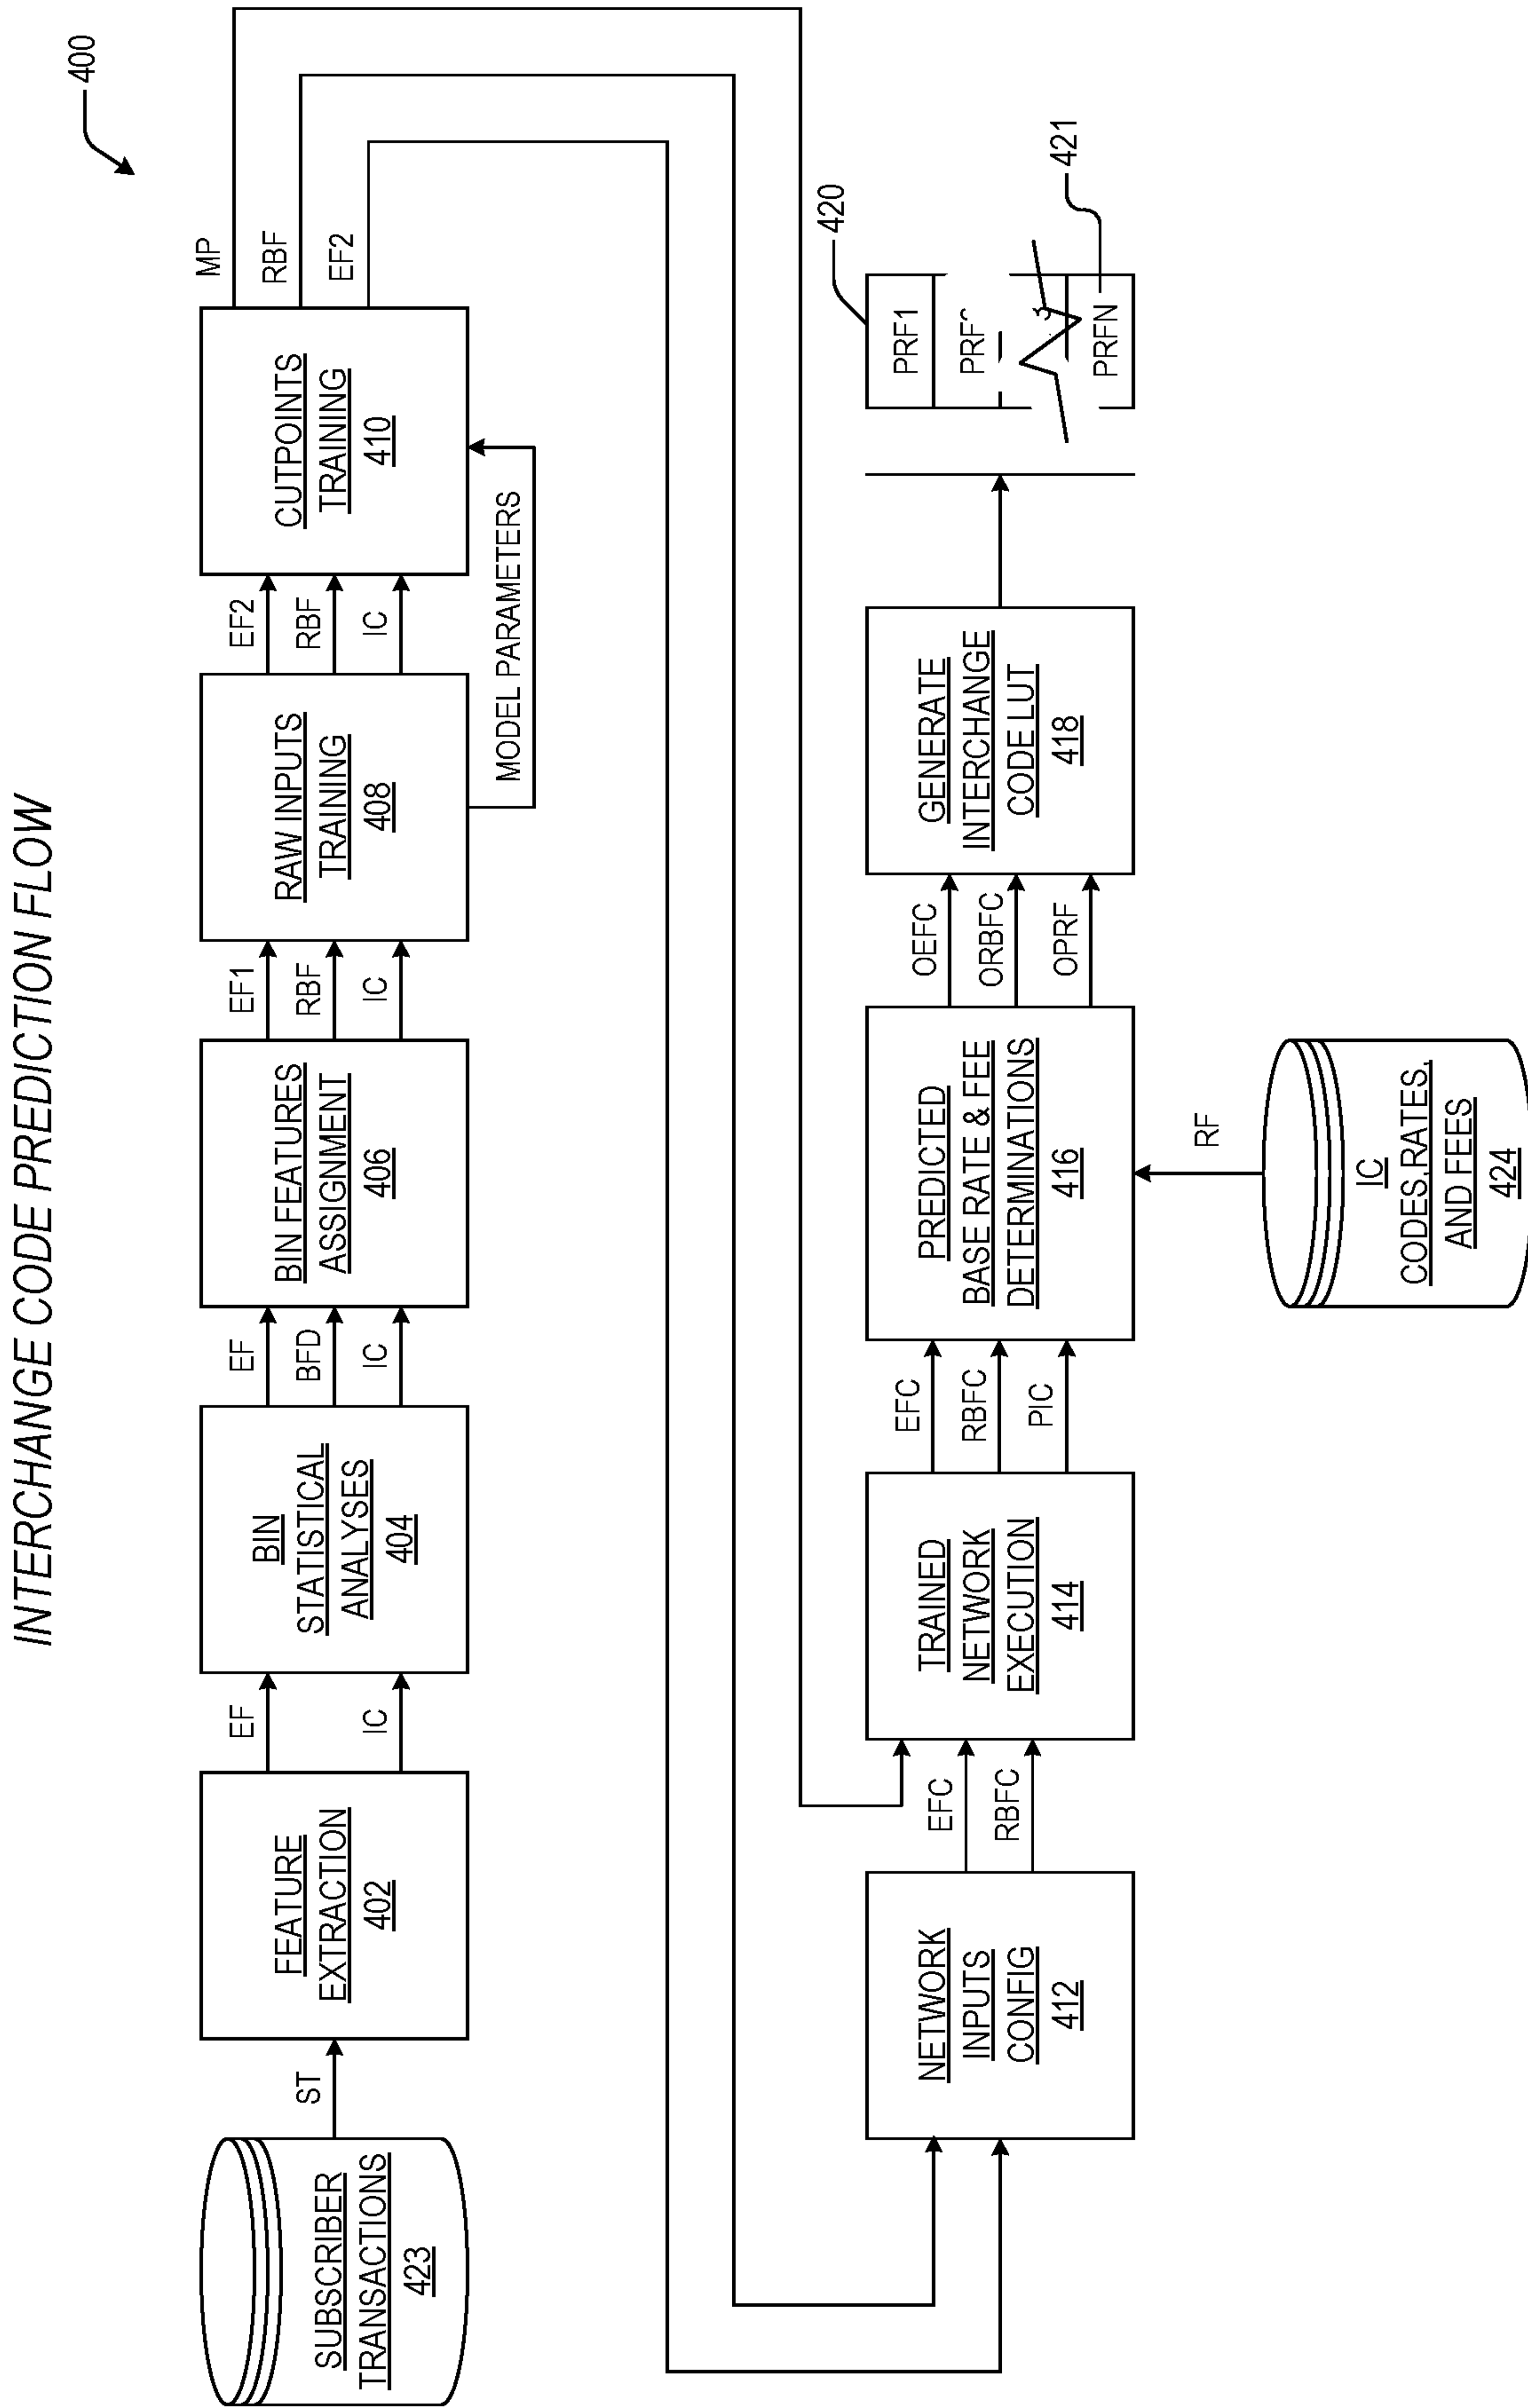 INTERCHANGE CODE PREDICTION FLOW
400
SUBSCRIBER
TRANSACTIONS
423
ST
FEATURE
EXTRACTION
402
EF
IC
BIN
STATISTICAL
ANALYSES
404
EF
BFD
IC
BIN FEATURES
ASSIGNMENT
406
EF1
RBF
IC
RAW INPUTS
TRAINING
408
EF2
RBF
IC
MODEL PARAMETERS
CUTPOINTS
TRAINING
410
MP
RBF
EF2
NETWORK
INPUTS
CONFIG
412
EFC
RBFC
TRAINED
NETWORK
EXECUTION
414
EFC
RBFC
PIC
PREDICTED
BASE RATE & FEE
DETERMINATIONS
416
RF
IC
CODES,RATES,
AND FEES
424
OEFC
ORBFC
OPRF
GENERATE
INTERCHANGE
CODE LUT
418
420
PRF1
PRFN
421